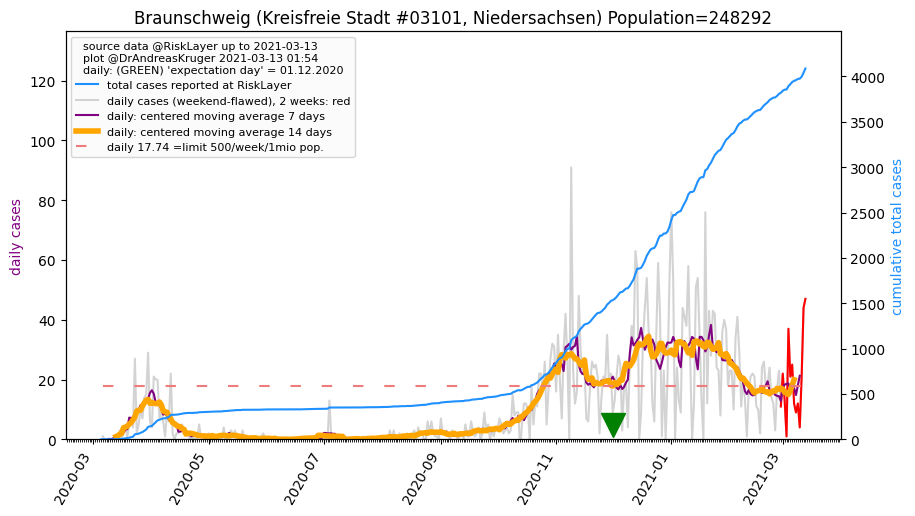 Braunschweig (Kreisfreie Stadt #03101, Niedersachsen) Population=248292
source data @RiskLayer up to 2021-03-13
plot @DrAndreasKruger 2021-03-13 01:54
daily: (GREEN) 'expectation day' = 01.12.2020
total cases reported at RiskLayer
daily cases (weekend-flawed), 2 weeks: red
daily: centered moving average 7 days
daily: centered moving average 14 days
daily 17.74 =limit 500/week/1mio pop.
daily cases
120
100
80
60
40
20
0
cumulative total cases
4000
3500
3000
2500
2000
1500
1000
500
0
2020-03
2020-05
2020-07
2020-09
2020-11
2021-01
2021-03